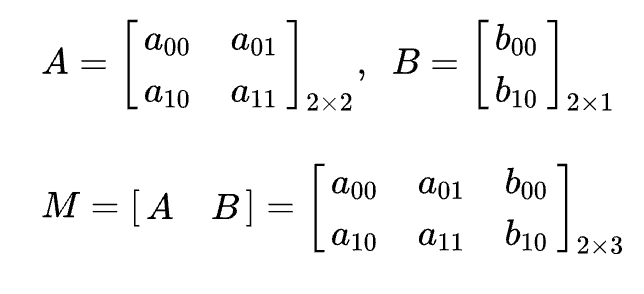 A = [ a₀₀ a₀₁ a₁₀ a₁₁ ]₂×₂ , B = [ b₀₀ b₁₀ ]₂×₁
M = [ A B ] = [ a₀₀ a₀₁ b₀₀ a₁₀ a₁₁ b₁₀ ]₂×₃